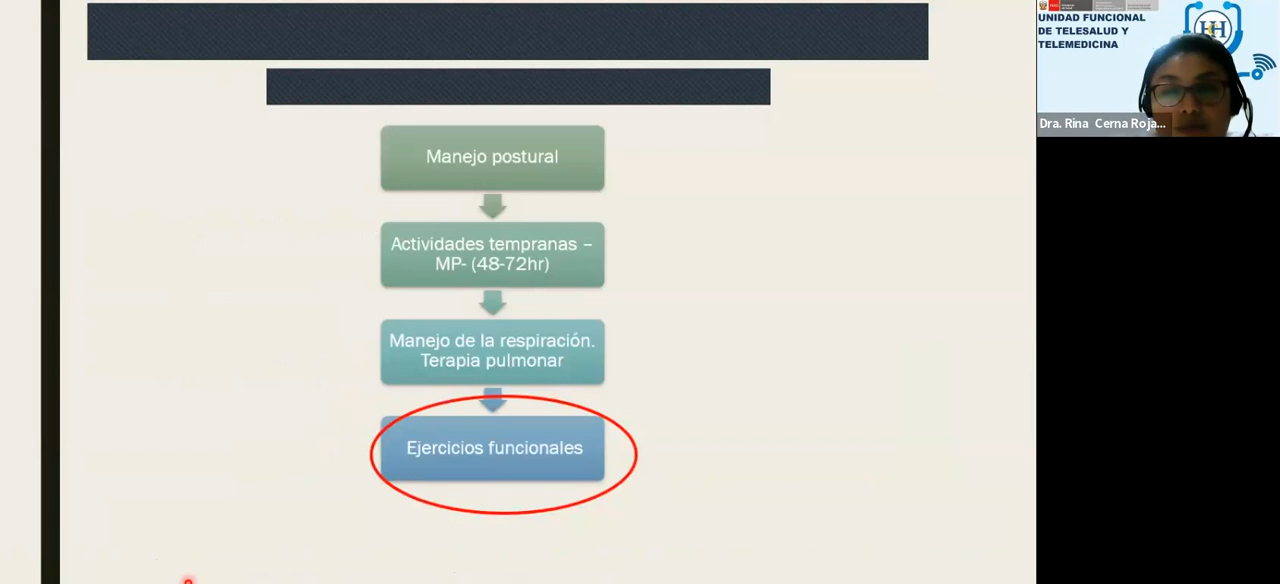 UNIDAD FUNCIONAL
DE TELESALUD Y
TELEMEDICINA
HH
Dra. Rina Cerna Roja...
Manejo postural
Actividades tempranas –
MP- (48-72hr)
Manejo de la respiración.
Terapia pulmonar
Ejercicios funcionales